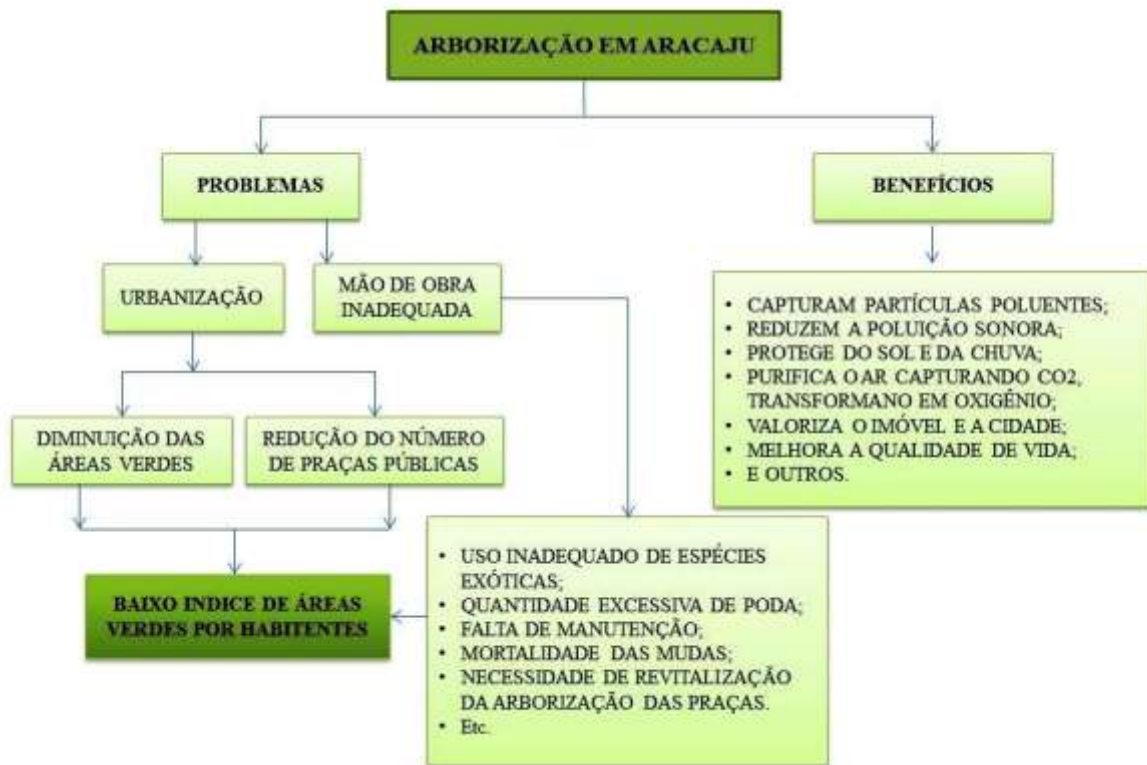 ARBORIZAÇÃO EM ARACAJU
PROBLEMAS
BENEFÍCIOS
URBANIZAÇÃO
MÃO DE OBRA
INADEQUADA
• CAPTURAM PARTÍCULAS POLUENTES;
• REDUZEM A POLUIÇÃO SONORA;
• PROTEGE DO SOL E DA CHUVA;
• PURIFICA O AR CAPTURANDO CO2,
TRANSFORMANO EM OXIGÊNIO;
• VALORIZA O IMÓVEL E A CIDADE;
• MELHORA A QUALIDADE DE VIDA;
• E OUTROS.
DIMINUIÇÃO DAS
ÁREAS VERDES
REDUÇÃO DO NÚMERO
DE PRAÇAS PÚBLICAS
BAIXO INDICE DE ÁREAS
VERDES POR HABITENTES
• USO INADEQUADO DE ESPÉCIES
EXÓTICAS;
• QUANTIDADE EXCESSIVA DE PODA;
• FALTA DE MANUTENÇÃO;
• MORTALIDADE DAS MUDAS;
• NECESSIDADE DE REVITALIZAÇÃO
DA ARBORIZAÇÃO DAS PRAÇAS.
• Etc.